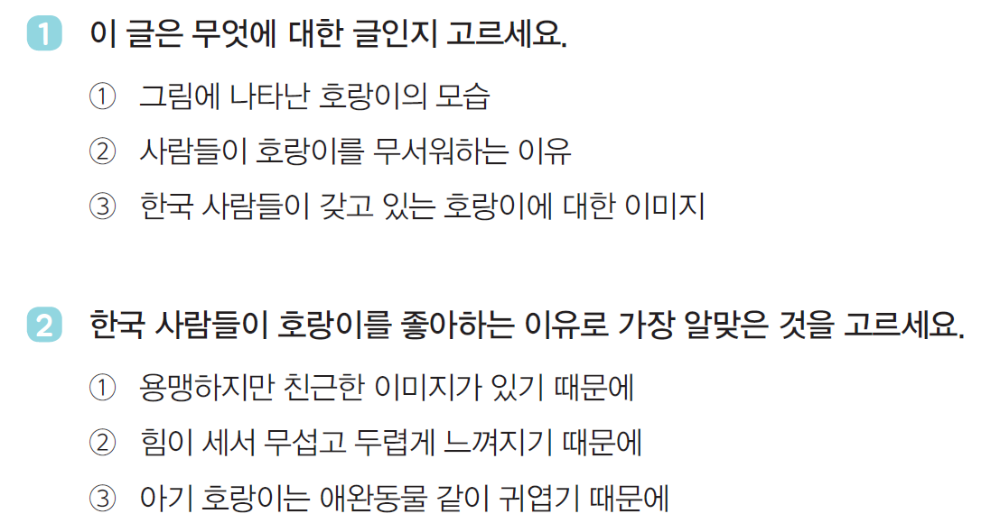 1 이 글은 무엇에 대한 글인지 고르세요.
① 그림에 나타난 호랑이의 모습
② 사람들이 호랑이를 무서워하는 이유
③ 한국 사람들이 갖고 있는 호랑이에 대한 이미지
2 한국 사람들이 호랑이를 좋아하는 이유로 가장 알맞은 것을 고르세요.
① 용맹하지만 친근한 이미지가 있기 때문에
② 힘이 세서 무섭고 두렵게 느껴지기 때문에
③ 아기 호랑이는 애완동물 같이 귀엽기 때문에